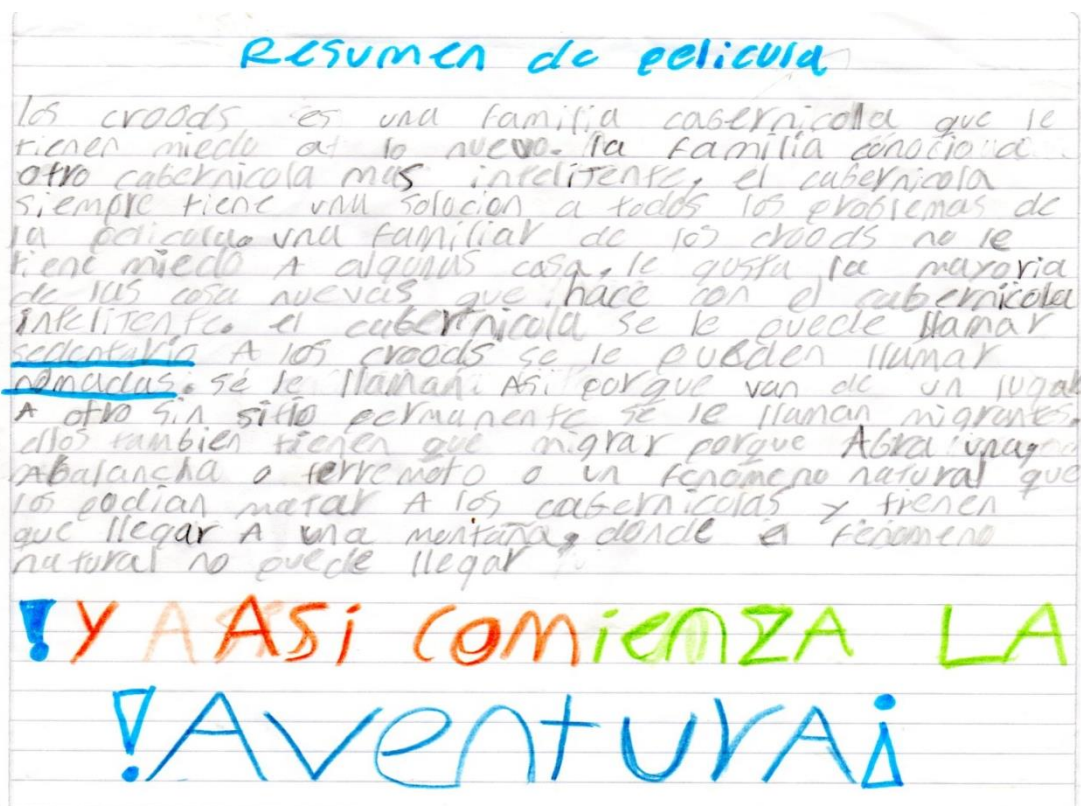 Resumen de pelicula
los croods es una familia cabernicola que le
tienen miedo a lo nuevo. la familia conocio a
otro cabernicola mas intelitente, el cabernicola
siempre tiene una solocion a todos los problemas de
la pelicula. una familiar de los croods no le
tiene miedo A algunas casa. le gusta la mayoria
de las cosa nuevas que hace con el cabernicola
intelitente. el cabernicola se le puede llamar
sedentario A los croods se le pueden llamar
nomadas. se le llaman Asi porque van de un lugar
A otro sin sitio permanente se le llaman migrantes.
ellos tambien tienen que migrar porque Abra una
Abalancha o terremoto o un fenomeno natural que
los podian matar A los cabernicolas y tienen
que llegar A una montaña, donde el fenomeno
natural no puede llegar
!Y A ASi COMienZA LA
!AventurA¡